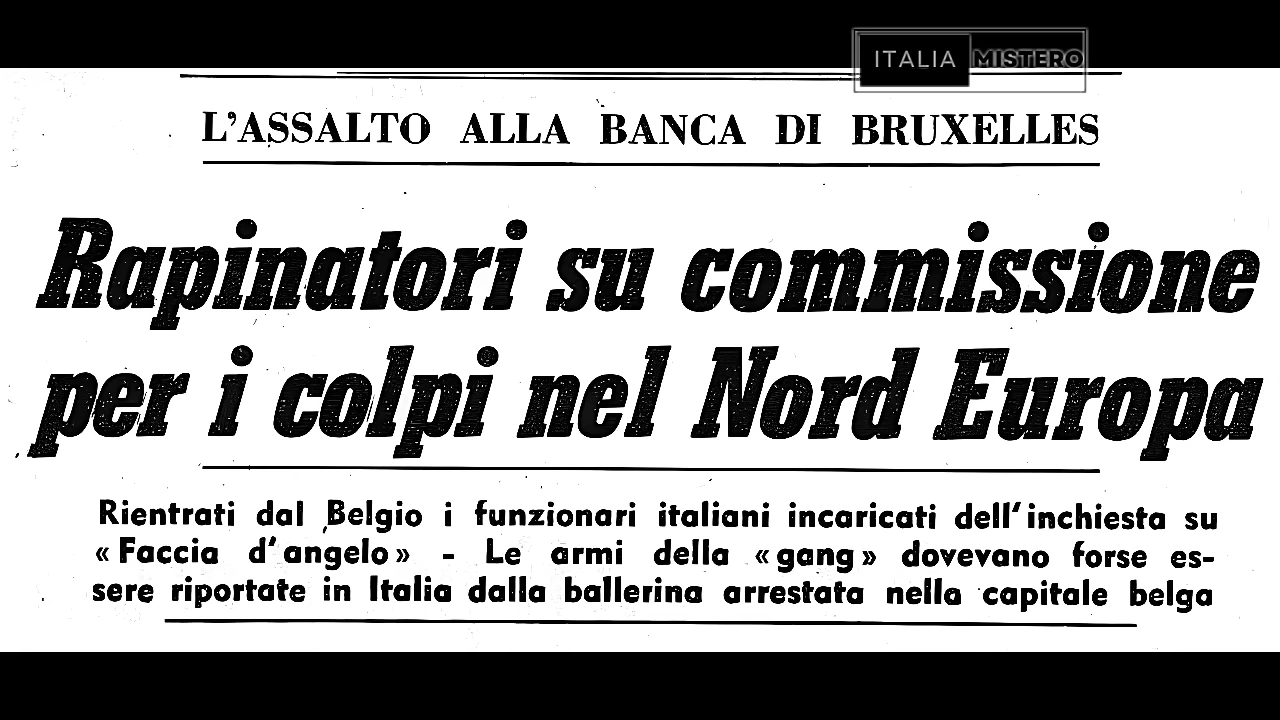 ITALIA MISTERO
L'ASSALTO ALLA BANCA DI BRUXELLES
Rapinatori su commissione
per i colpi nel Nord Europa
Rientrati dal Belgio i funzionari italiani incaricati dell'inchiesta su
«Faccia d'angelo» - Le armi della «gang» dovevano forse es-
sere riportate in Italia dalla ballerina arrestata nella capitale belga